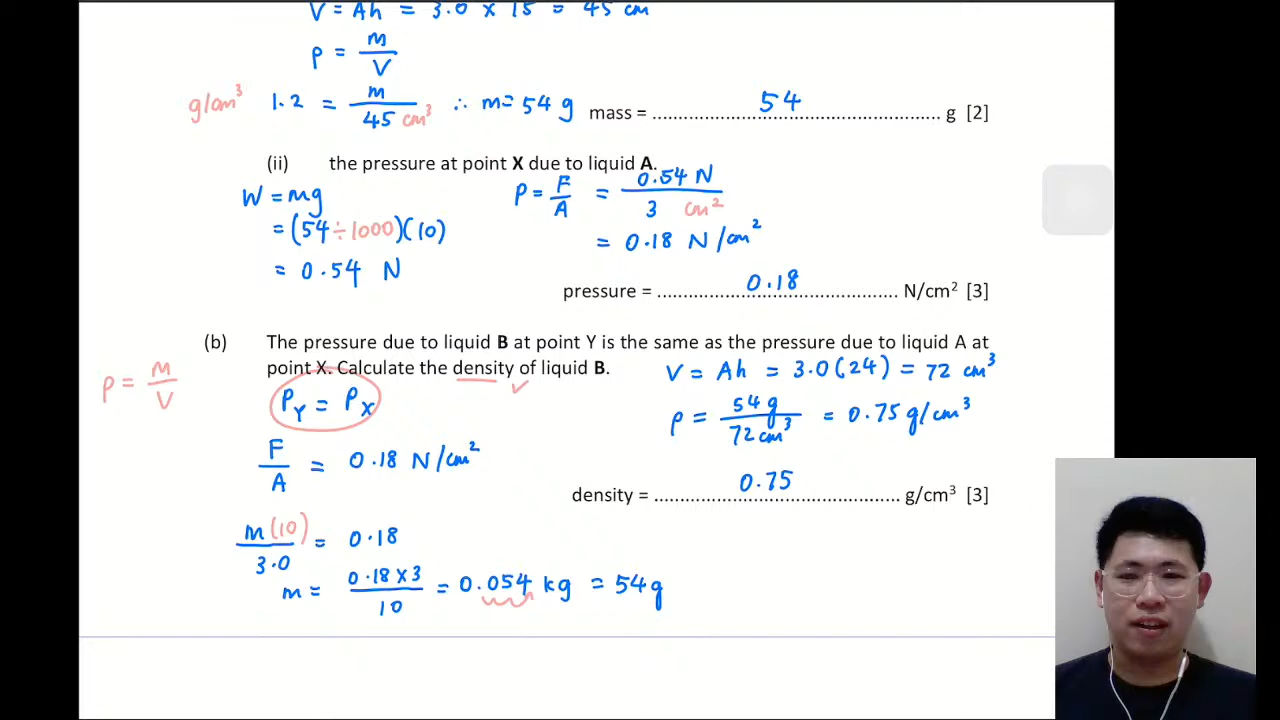 V = Ah = 3.0 x 15 = 45 cm
ρ = m/V
g/cm³ 1.2 = m/45 cm³ ∴ m = 54 g mass = 54 g [2]
(ii) the pressure at point X due to liquid A.
W = mg
= (54 ÷1000)(10)
= 0.54 N
P = F/A = 0.54 N/3 cm²
= 0.18 N/cm²
pressure = 0.18 N/cm² [3]
(b) The pressure due to liquid B at point Y is the same as the pressure due to liquid A at
point X. Calculate the density of liquid B.
ρ = m/V
P_Y = P_X
F/A = 0.18 N/cm²
m(10)/3.0 = 0.18
m = 0.18 x 3/10 = 0.054 kg = 54g
V = Ah = 3.0(24) = 72 cm³
ρ = 54g/72cm³ = 0.75 g/cm³
density = 0.75 g/cm³ [3]